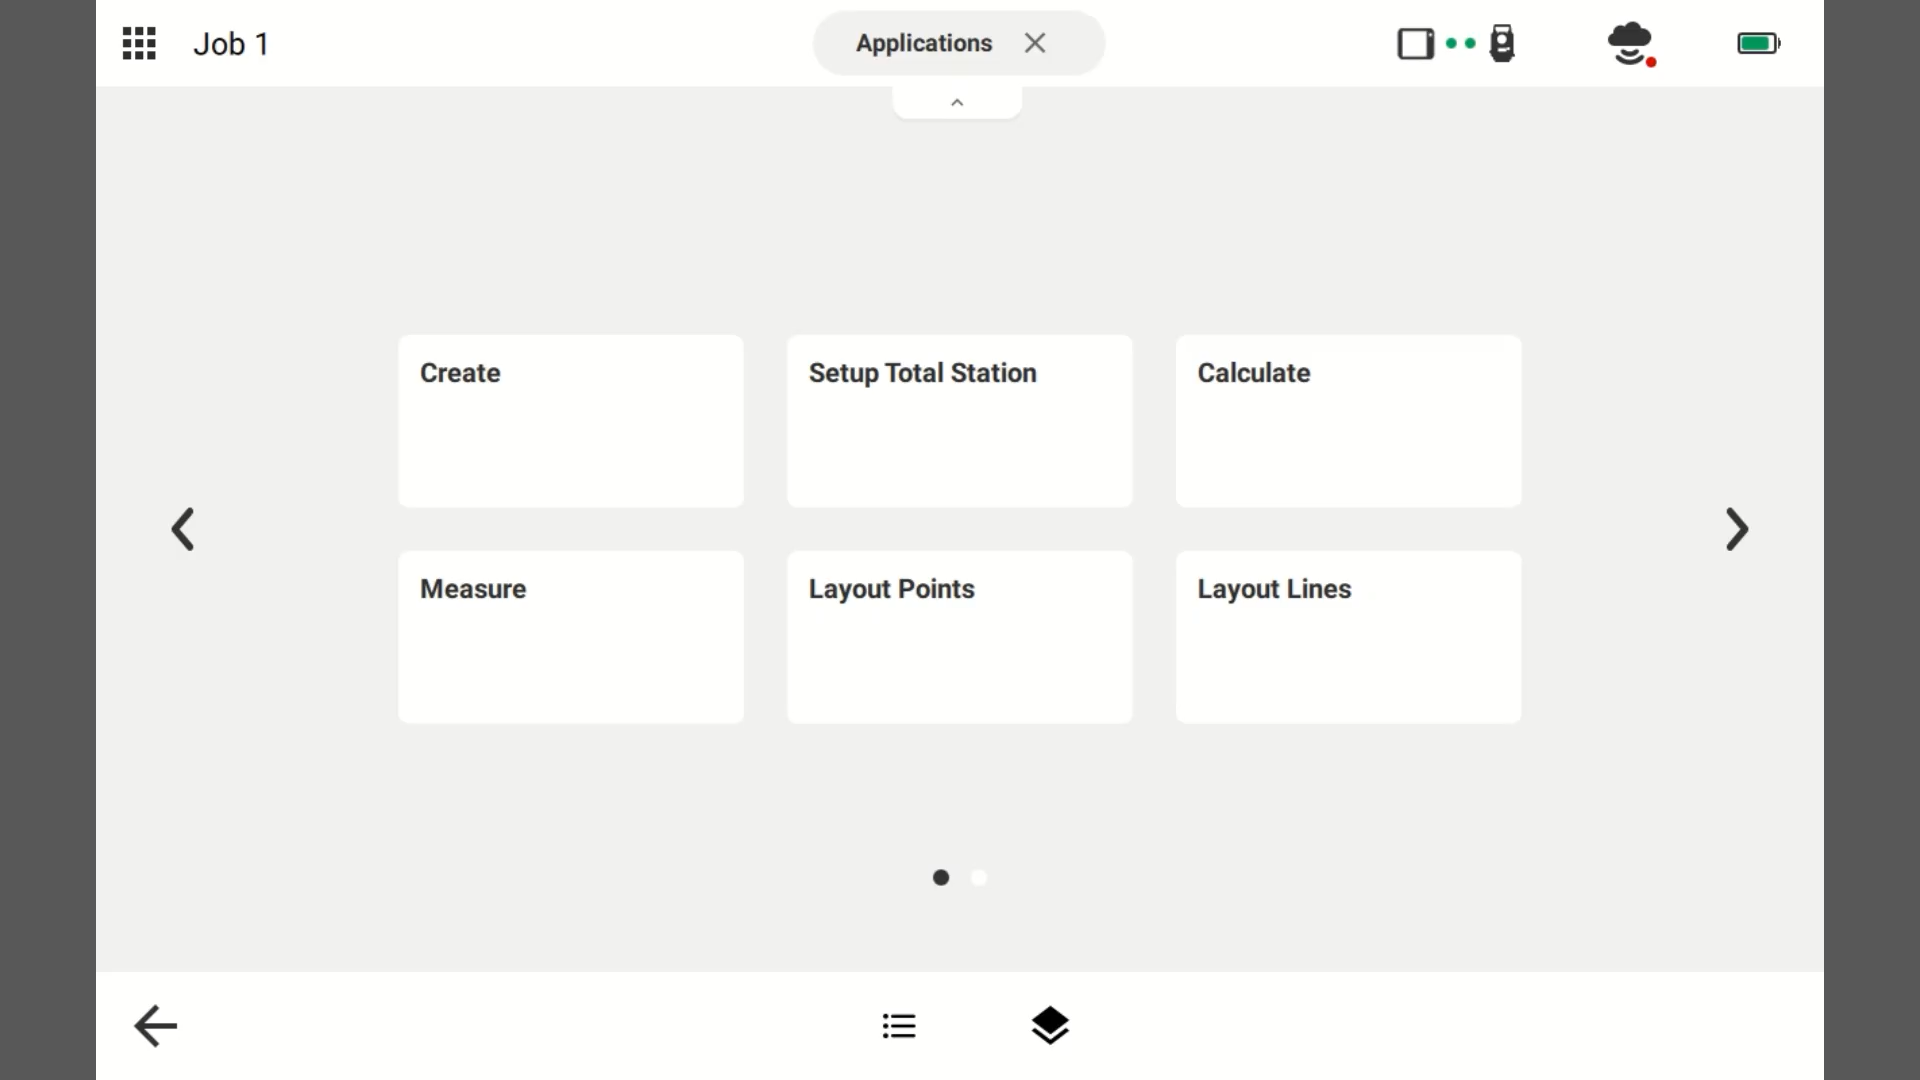 Job 1
Applications
Create
Setup Total Station
Calculate
Measure
Layout Points
Layout Lines